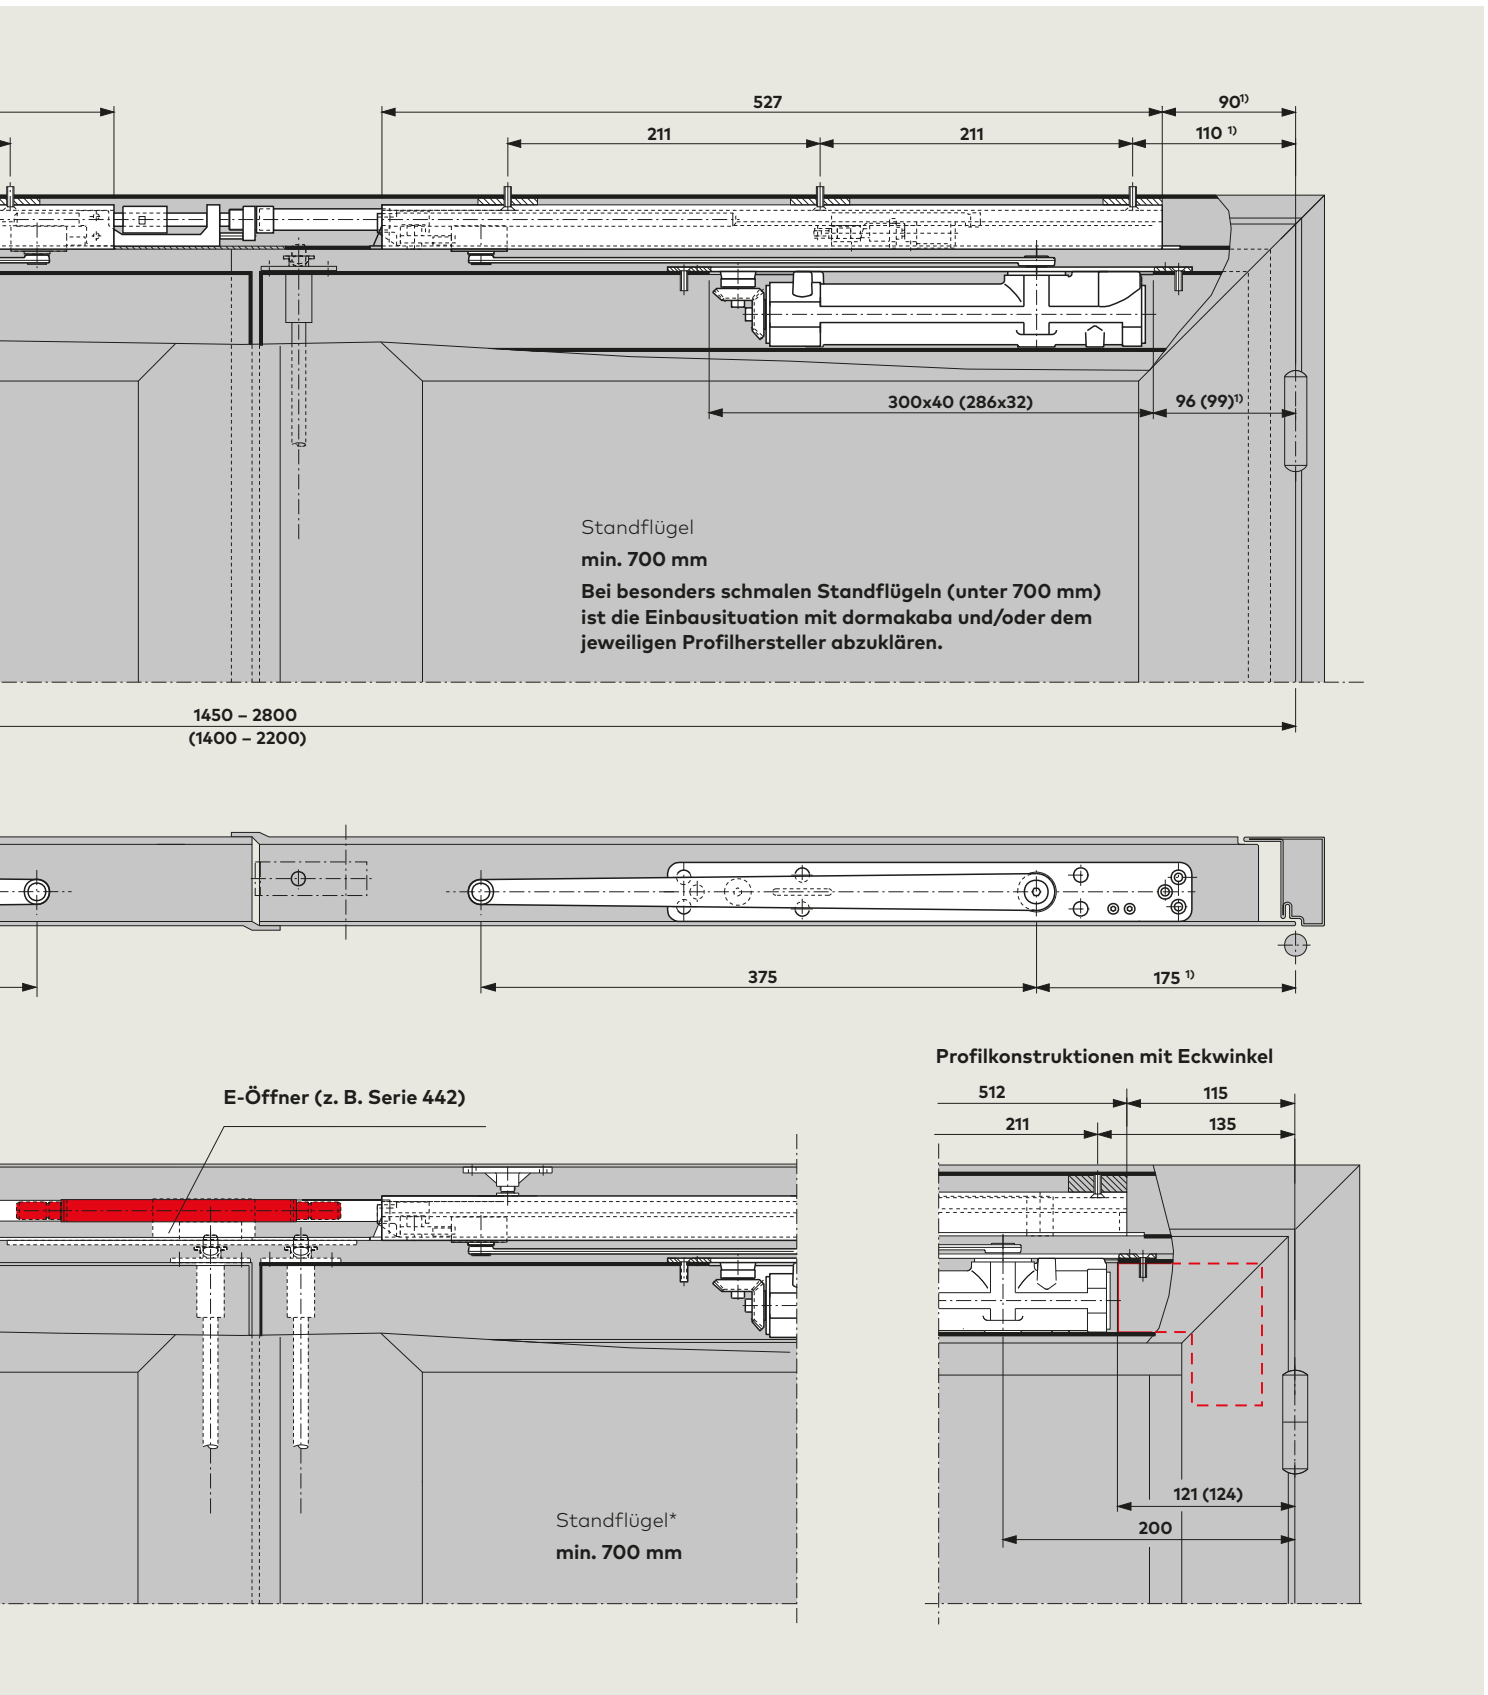 527
90¹⁾
211
211
110 ¹⁾
300x40 (286x32)
96 (99)¹⁾
Standflügel
min. 700 mm
Bei besonders schmalen Standflügeln (unter 700 mm)
ist die Einbausituation mit dormakaba und/oder dem
jeweiligen Profilhersteller abzuklären.
1450 – 2800
(1400 – 2200)
375
175 ¹⁾
Profilkonstruktionen mit Eckwinkel
E-Öffner (z. B. Serie 442)
512
115
211
135
121 (124)
200
Standflügel*
min. 700 mm